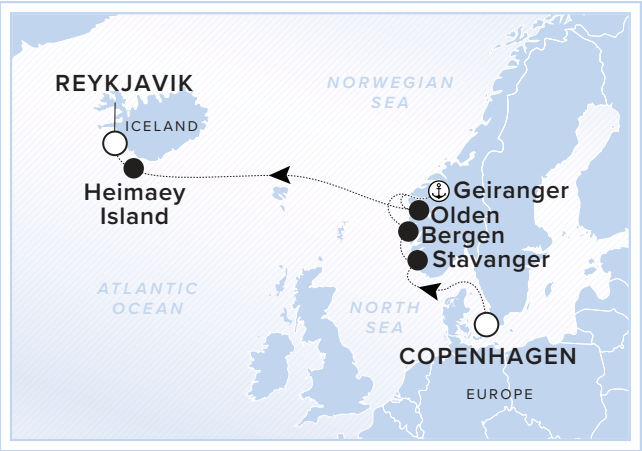 REYKJAVIK
NORWEGIAN
SEA
ICELAND
Heimaey
Island
Geiranger
Olden
Bergen
Stavanger
ATLANTIC
OCEAN
NORTH
SEA
COPENHAGEN
EUROPE